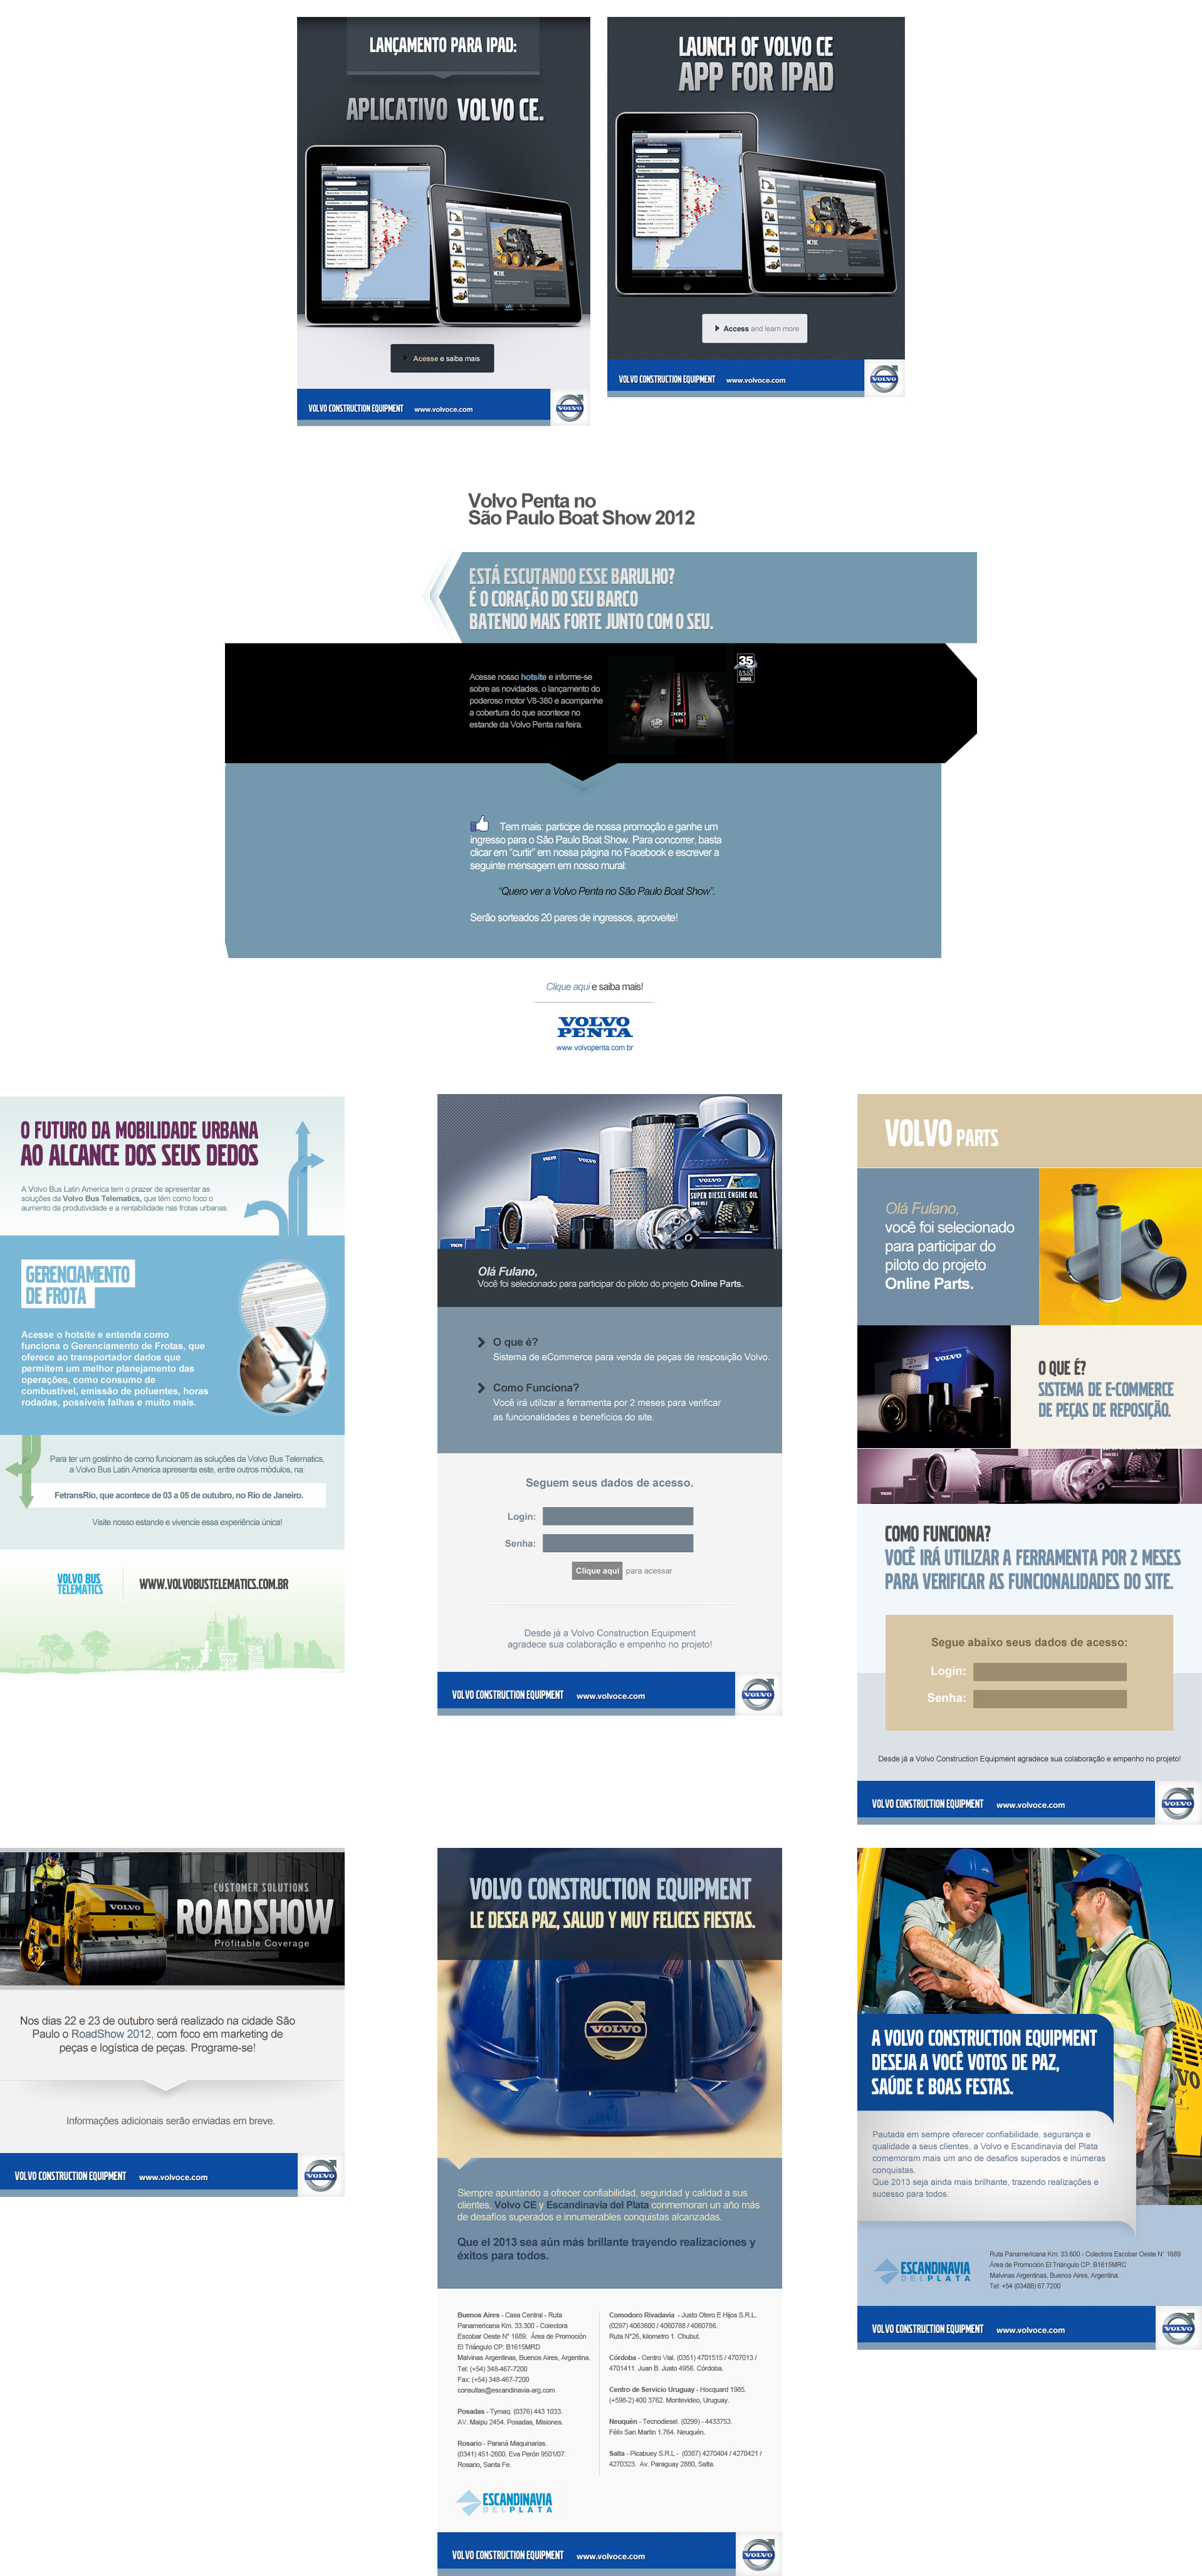 LANÇAMENTO PARA IPAD:
APLICATIVO VOLVO CE.
MC70C
Acesse e saiba mais
VOLVO CONSTRUCTION EQUIPMENT www.volvoce.com
VOLVO
LAUNCH OF VOLVO CE
APP FOR IPAD
MC70C
Access and learn more
VOLVO CONSTRUCTION EQUIPMENT www.volvoce.com
VOLVO
Volvo Penta no
São Paulo Boat Show 2012
ESTÁ ESCUTANDO ESSE BARULHO?
É O CORAÇÃO DO SEU BARCO
BATENDO MAIS FORTE JUNTO COM O SEU.
Acesse nosso hotsite e informe-se
sobre as novidades, o lançamento do
poderoso motor V8-380 e acompanhe
a cobertura do que acontece no
estande da Volvo Penta na feira.
35
380
V8
Tem mais: participe de nossa promoção e ganhe um
ingresso para o São Paulo Boat Show. Para concorrer, basta
clicar em “curtir” em nossa página no Facebook e escrever a
seguinte mensagem em nosso mural:
“Quero ver a Volvo Penta no São Paulo Boat Show”.
Serão sorteados 20 pares de ingressos, aproveite!
Clique aqui e saiba mais!
VOLVO
PENTA
www.volvopenta.com.br
O FUTURO DA MOBILIDADE URBANA
AO ALCANCE DOS SEUS DEDOS
A Volvo Bus Latin America tem o prazer de apresentar as
soluções da Volvo Bus Telematics, que têm como foco o
aumento da produtividade e a rentabilidade nas frotas urbanas.
GERENCIAMENTO
DE FROTA
Acesse o hotsite e entenda como
funciona o Gerenciamento de Frotas, que
oferece ao transportador dados que
permitem um melhor planejamento das
operações, como consumo de
combustível, emissão de poluentes, horas
rodadas, possíveis falhas e muito mais.
Para ter um gostinho de como funcionam as soluções da Volvo Bus Telematics,
a Volvo Bus Latin America apresenta este, entre outros módulos, na:
FetransRio, que acontece de 03 a 05 de outubro, no Rio de Janeiro.
Visite nosso estande e vivencie essa experiência única!
VOLVO BUS
TELEMATICS
WWW.VOLVOBUSTELEMATICS.COM.BR
VOLVO
SUPER DIESEL ENGINE OIL
Olá Fulano,
Você foi selecionado para participar do piloto do projeto Online Parts.
O que é?
Sistema de eCommerce para venda de peças de resposição Volvo.
Como Funciona?
Você irá utilizar a ferramenta por 2 meses para verificar
as funcionalidades e benefícios do site.
Seguem seus dados de acesso.
Login:
Senha:
Clique aqui para acessar
Desde já a Volvo Construction Equipment
agradece sua colaboração e empenho no projeto!
VOLVO CONSTRUCTION EQUIPMENT www.volvoce.com
VOLVO
VOLVO PARTS
Olá Fulano,
você foi selecionado
para participar do
piloto do projeto
Online Parts.
VOLVO
O QUE É?
SISTEMA DE E-COMMERCE
DE PEÇAS DE REPOSIÇÃO.
COMO FUNCIONA?
VOCÊ IRÁ UTILIZAR A FERRAMENTA POR 2 MESES
PARA VERIFICAR AS FUNCIONALIDADES DO SITE.
Segue abaixo seus dados de acesso:
Login:
Senha:
Desde já a Volvo Construction Equipment agradece sua colaboração e empenho no projeto!
VOLVO CONSTRUCTION EQUIPMENT www.volvoce.com
VOLVO
VOLVO
CUSTOMER SOLUTIONS
ROADSHOW
Profitable Coverage
Nos dias 22 e 23 de outubro será realizado na cidade São
Paulo o RoadShow 2012, com foco em marketing de
peças e logística de peças. Programe-se!
Informações adicionais serão enviadas em breve.
VOLVO CONSTRUCTION EQUIPMENT www.volvoce.com
VOLVO
VOLVO CONSTRUCTION EQUIPMENT
LE DESEA PAZ, SALUD Y MUY FELICES FIESTAS.
VOLVO
Siempre apuntando a ofrecer confiabilidad, seguridad y calidad a sus
clientes, Volvo CE y Escandinavia del Plata conmemoran un año más
de desafíos superados e innumerables conquistas alcanzadas.
Que el 2013 sea aún más brillante trayendo realizaciones y
éxitos para todos.
Buenos Aires - Casa Central - Ruta
Panamericana Km. 33.300 - Colectora
Escobar Oeste N° 1689. Área de Promoción
El Triángulo CP: B1615MRD
Malvinas Argentinas, Buenos Aires, Argentina.
Tel: (+54) 348-467-7200
Fax: (+54) 348-467-7200
consultas@escandinavia-arg.com
Posadas - Tymaq. (0376) 443 1033.
AV. Maipu 2454. Posadas, Misiones.
Rosario - Paraná Maquinarias.
(0341) 451-2600. Eva Perón 9501/07.
Rosario, Santa Fe.
Comodoro Rivadavia - Justo Otero E Hijos S.R.L.
(0297) 4063600 / 4060788 / 4060786.
Ruta N°26, kilometro 1. Chubut.
Córdoba - Centro Vial. (0351) 4701515 / 4707013 /
4701411. Juan B. Justo 4956. Córdoba.
Centro de Servicio Uruguay - Hocquard 1985.
(+598-2) 400 3762. Montevideo, Uruguay.
Neuquén - Tecnodiesel. (0299) - 4433753.
Félix San Martin 1.764. Neuquén.
Salta - Picabuey S.R.L - (0387) 4270404 / 4270421 /
4270323. Av. Paraguay 2880, Salta.
ESCANDINAVIA
DEL PLATA
VOLVO CONSTRUCTION EQUIPMENT www.volvoce.com
VOLVO
A VOLVO CONSTRUCTION EQUIPMENT
DESEJA A VOCÊ VOTOS DE PAZ,
SAÚDE E BOAS FESTAS.
Pautada em sempre oferecer confiabilidade, segurança e
qualidade a seus clientes, a Volvo e Escandinavia del Plata
comemoram mais um ano de desafios superados e inúmeras
conquistas.
Que 2013 seja ainda mais brilhante, trazendo realizações e
sucesso para todos.
ESCANDINAVIA
DEL PLATA
Ruta Panamericana Km. 33.600 - Colectora Escobar Oeste N° 1689
Área de Promoción El Triángulo CP: B1615MRC
Malvinas Argentinas, Buenos Aires, Argentina.
Tel: +54 (03488) 67 7200
VOLVO CONSTRUCTION EQUIPMENT www.volvoce.com
VOLVO